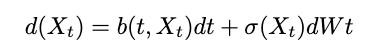 d(X_t) = b(t, X_t)dt + σ(X_t)dWt